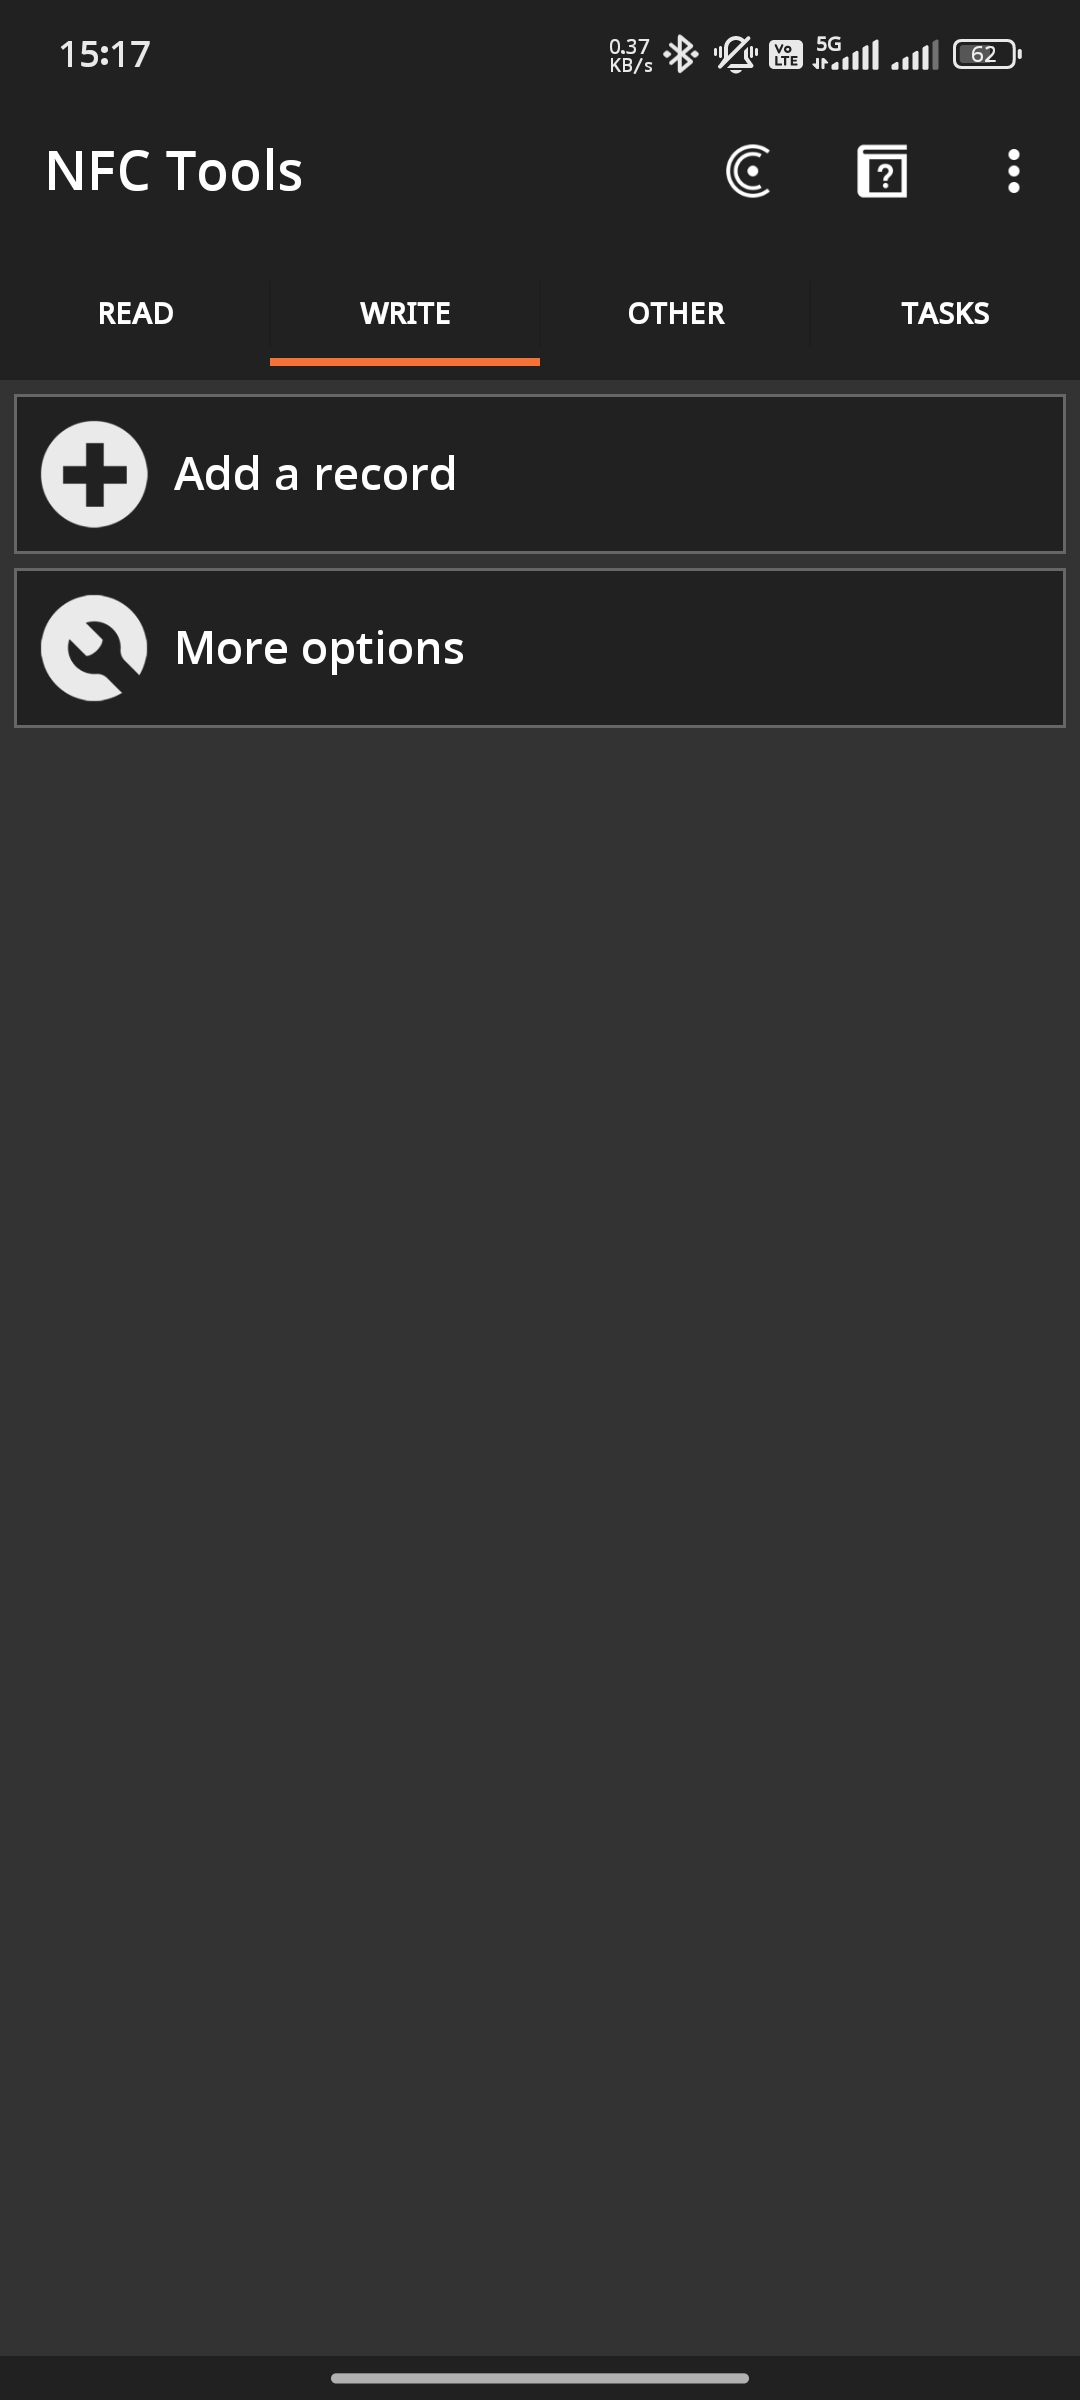 15:17
0.37
KB/s
Vo
LTE
5G
62
NFC Tools
?
READ
WRITE
OTHER
TASKS
Add a record
More options